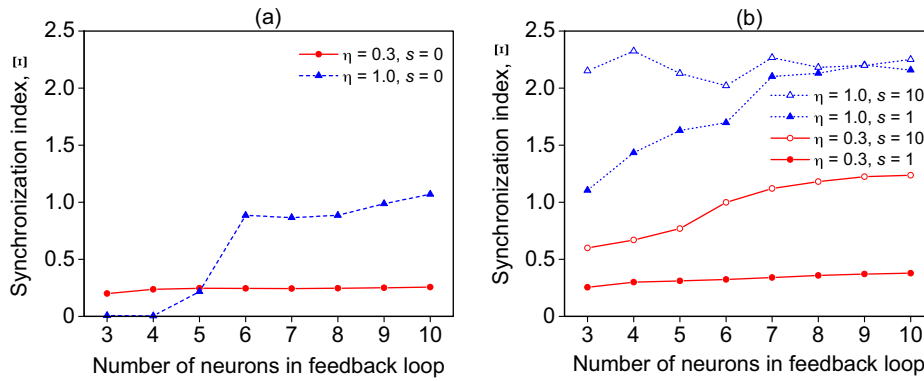 (a)
2.5
2.0
1.5
1.0
0.5
0
Synchronization index, Ξ
η = 0.3, s = 0
η = 1.0, s = 0
3 4 5 6 7 8 9 10
Number of neurons in feedback loop
(b)
2.5
2.0
1.5
1.0
0.5
0
Synchronization index, Ξ
η = 1.0, s = 10
η = 1.0, s = 1
η = 0.3, s = 10
η = 0.3, s = 1
3 4 5 6 7 8 9 10
Number of neurons in feedback loop